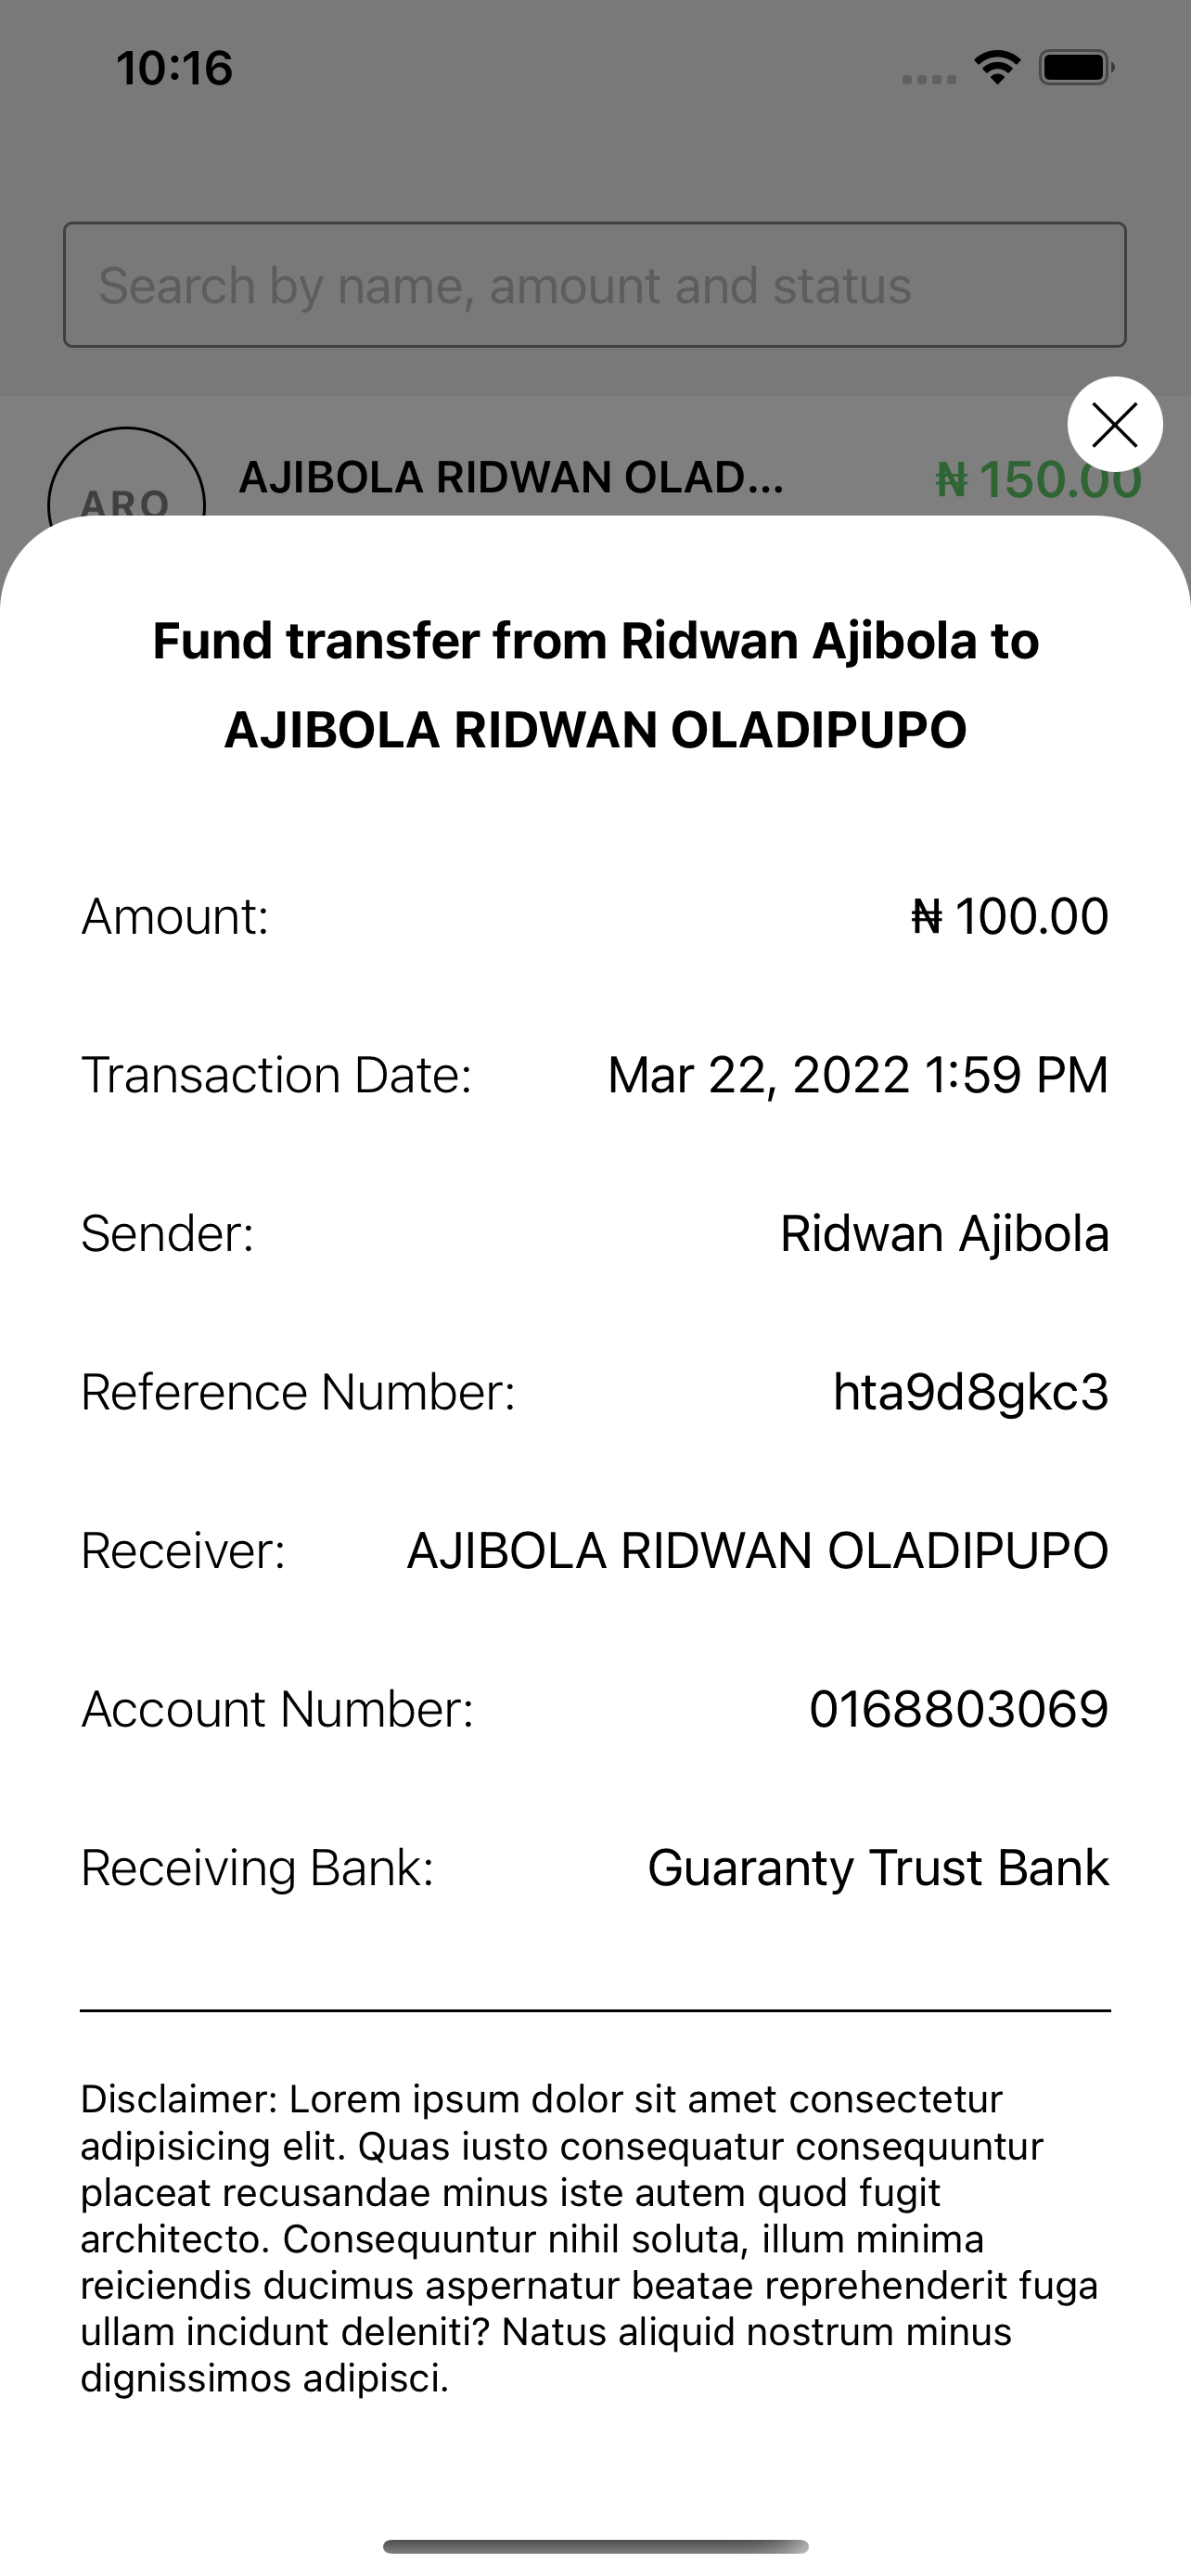 10:16
Search by name, amount and status
ARO
AJIBOLA RIDWAN OLAD...
₦ 150.00
Fund transfer from Ridwan Ajibola to
AJIBOLA RIDWAN OLADIPUPO
Amount: ₦ 100.00
Transaction Date: Mar 22, 2022 1:59 PM
Sender: Ridwan Ajibola
Reference Number: hta9d8gkc3
Receiver: AJIBOLA RIDWAN OLADIPUPO
Account Number: 0168803069
Receiving Bank: Guaranty Trust Bank
Disclaimer: Lorem ipsum dolor sit amet consectetur
adipisicing elit. Quas iusto consequatur consequuntur
placeat recusandae minus iste autem quod fugit
architecto. Consequuntur nihil soluta, illum minima
reiciendis ducimus aspernatur beatae reprehenderit fuga
ullam incidunt deleniti? Natus aliquid nostrum minus
dignissimos adipisci.